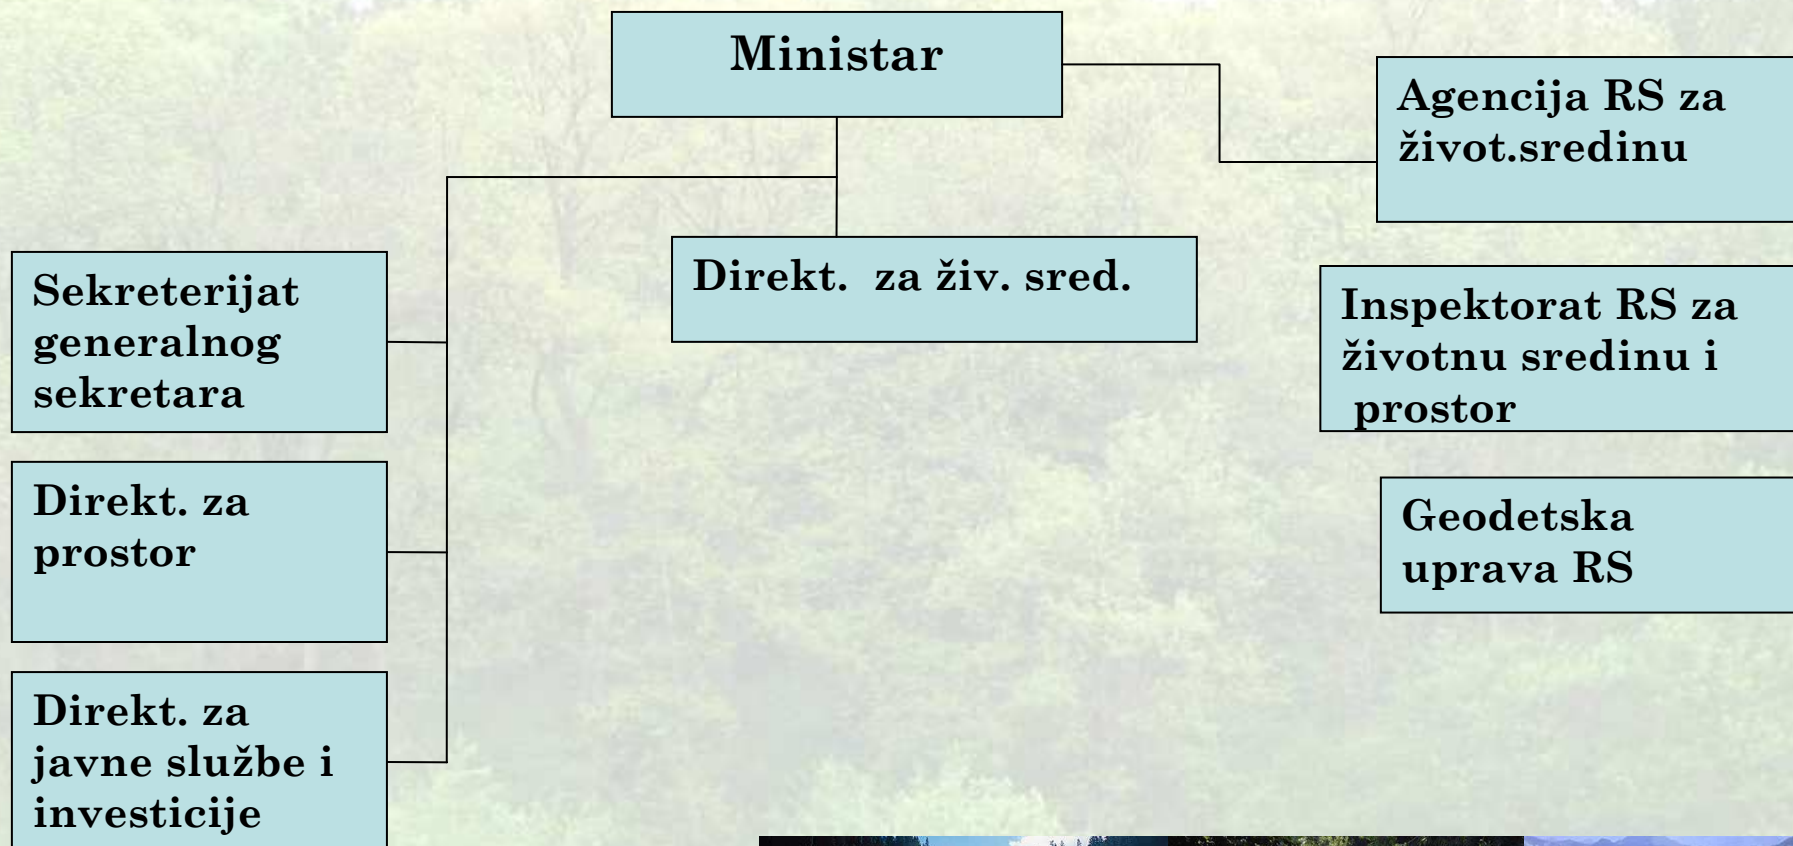 Ministar
Agencija RS za
život.sredinu
Direkt.  za živ. sred.
Sekreterijat
generalnog
sekretara
Inspektorat RS za
životnu sredinu i
prostor
Direkt. za
prostor
Geodetska
uprava RS
Direkt. za
javne službe i
investicije